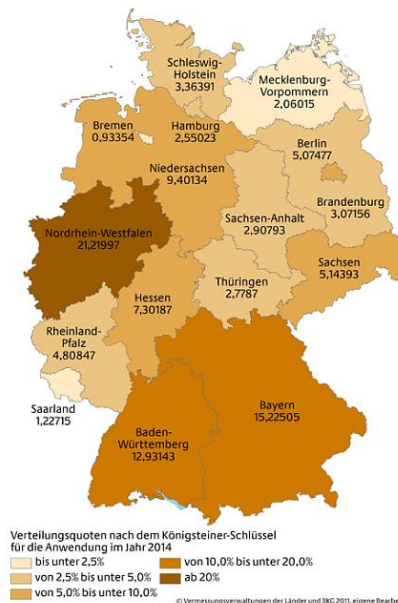 Schleswig-
Holstein
3,36391
Mecklenburg-
Vorpommern
2,06015
Bremen
0,93354
Hamburg
2,55023
Berlin
5,07477
Niedersachsen
9,40134
Brandenburg
3,07156
Nordrhein-Westfalen
21,21997
Sachsen-Anhalt
2,90793
Sachsen
5,14393
Hessen
7,30187
Thüringen
2,7787
Rheinland-
Pfalz
4,80847
Saarland
1,22715
Baden-
Württemberg
12,93143
Bayern
15,22505
Verteilungsquoten nach dem Königsteiner-Schlüssel
für die Anwendung im Jahr 2014
bis unter 2,5%
von 2,5% bis unter 5,0%
von 5,0% bis unter 10,0%
von 10,0% bis unter 20,0%
ab 20%
© Vermessungsverwaltungen der Länder und BKG 2011, eigene Bearbe